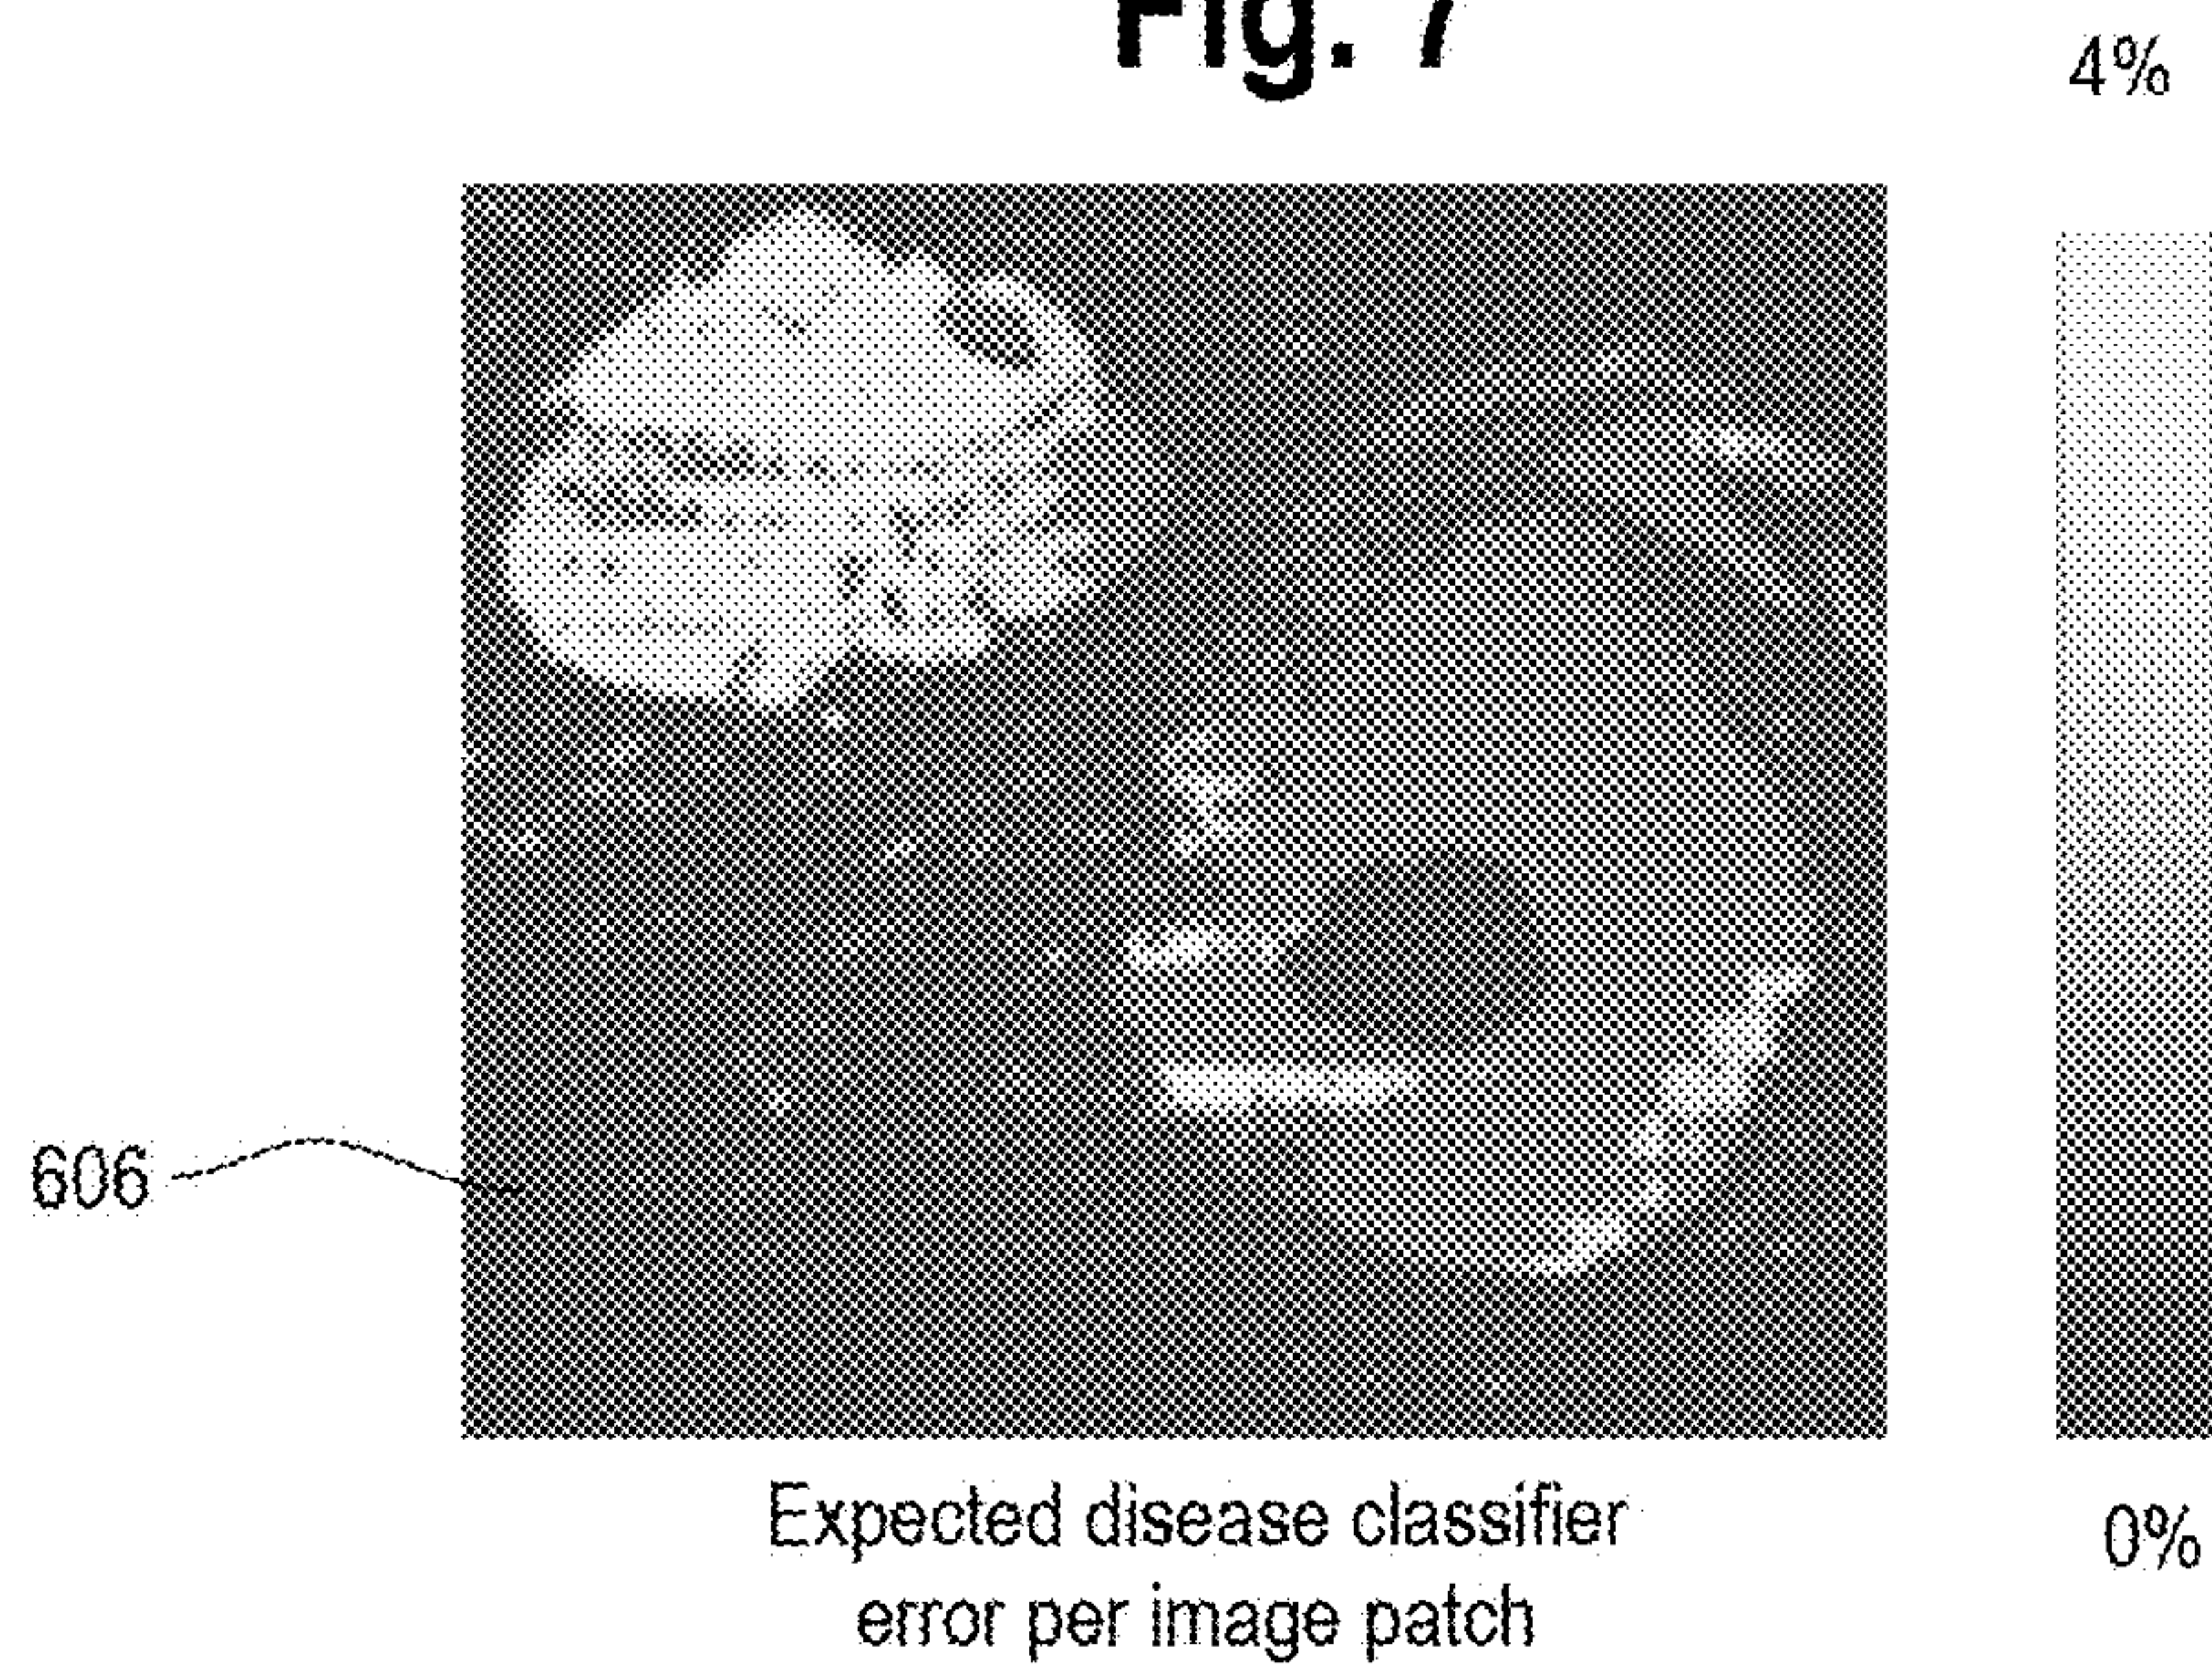 Fig. 7
4%
606
Expected disease classifier
error per image patch
0%